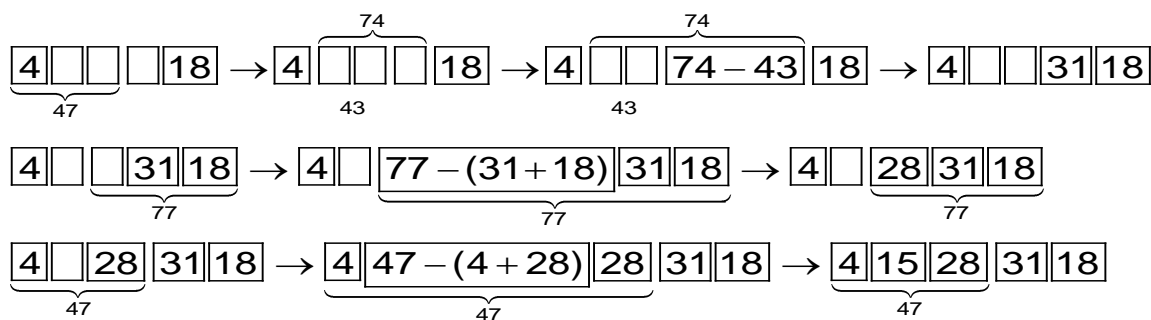 74 74
4 18 → 4 18 → 4 74 − 43 18 → 4 31 18
47 43 43
4 31 18 → 4 77 − (31 + 18) 31 18 → 4 28 31 18
77 77 77
4 28 31 18 → 4 47 − (4 + 28) 28 31 18 → 4 15 28 31 18
47 47 47